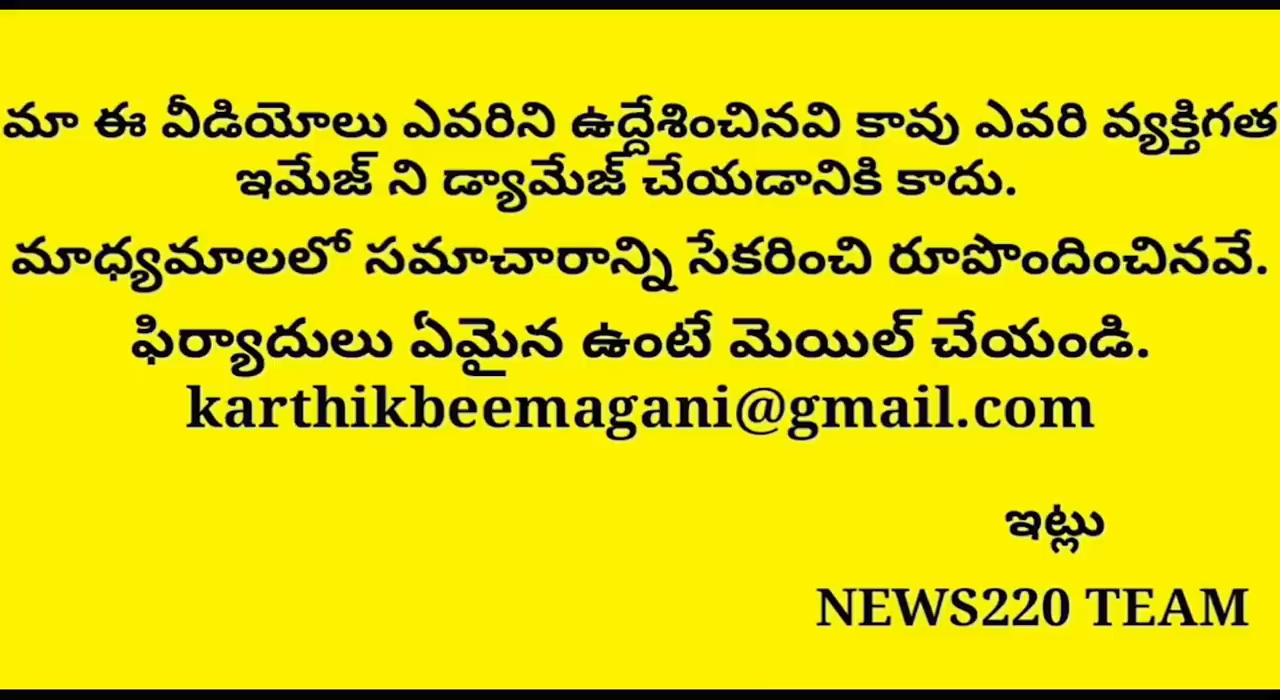 మా ఈ వీడియోలు ఎవరిని ఉద్దేశించినవి కావు ఎవరి వ్యక్తిగత
ఇమేజ్ ని డ్యామేజ్ చేయడానికి కాదు.
మాధ్యమాలలో సమాచారాన్ని సేకరించి రూపొందించినవే.
ఫిర్యాదులు ఏమైన ఉంటే మెయిల్ చేయండి.
karthikbeemagani@gmail.com
ఇట్లు
NEWS220 TEAM